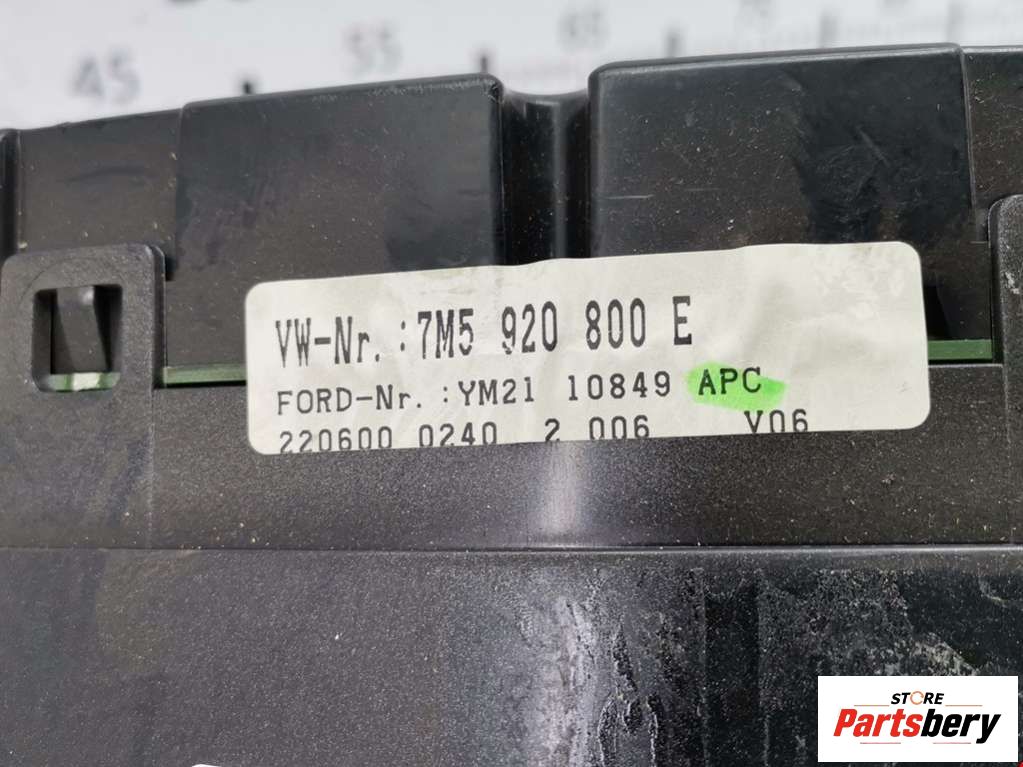 45
55
65
VW-Nr.:7M5 920 800 E
FORD-Nr.:YM21 10849 APC
220600 0240 2 006 V06
STORE
Partsbery